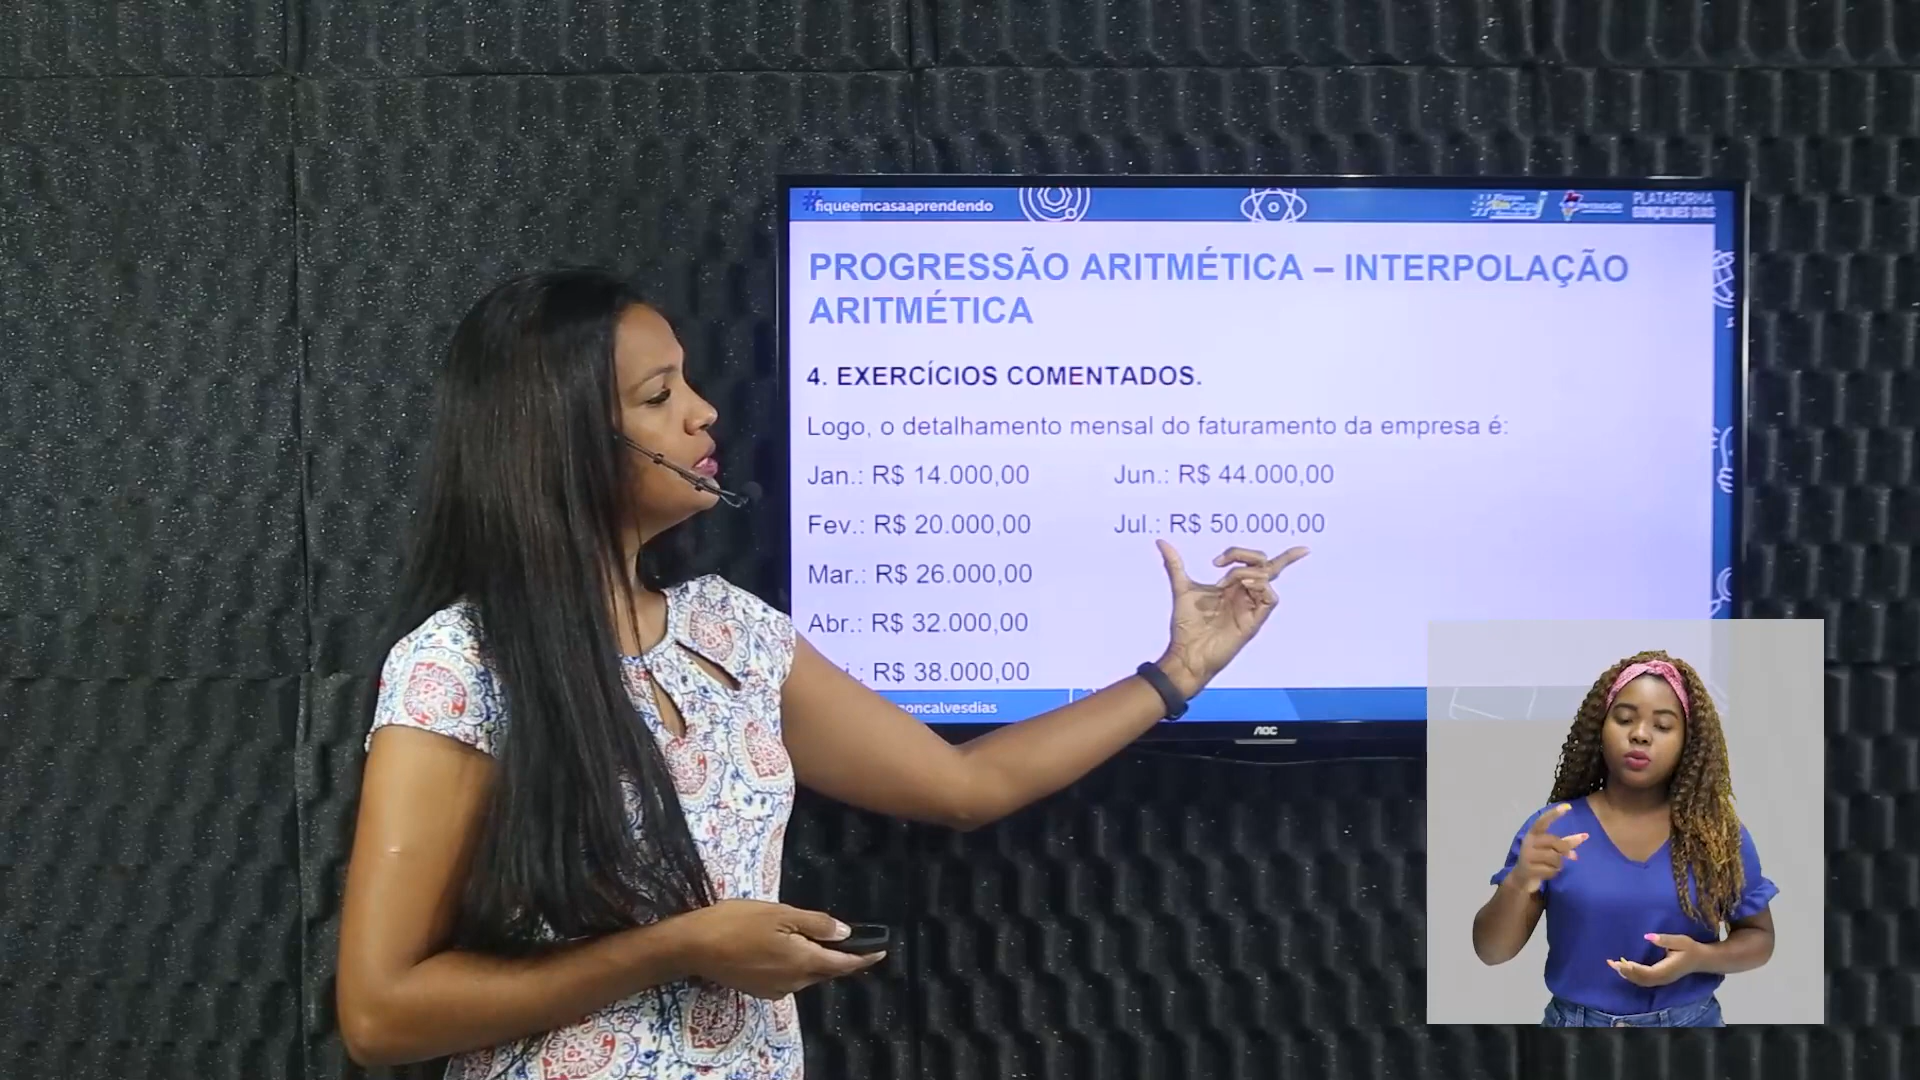 #fiqueemcasaaprendendo
PLATAFORMA
GONÇALVES DIAS
PROGRESSÃO ARITMÉTICA – INTERPOLAÇÃO
ARITMÉTICA
4. EXERCÍCIOS COMENTADOS.
Logo, o detalhamento mensal do faturamento da empresa é:
Jan.: R$ 14.000,00 Jun.: R$ 44.000,00
Fev.: R$ 20.000,00 Jul.: R$ 50.000,00
Mar.: R$ 26.000,00
Abr.: R$ 32.000,00
: R$ 38.000,00
goncalvesdias
AOC